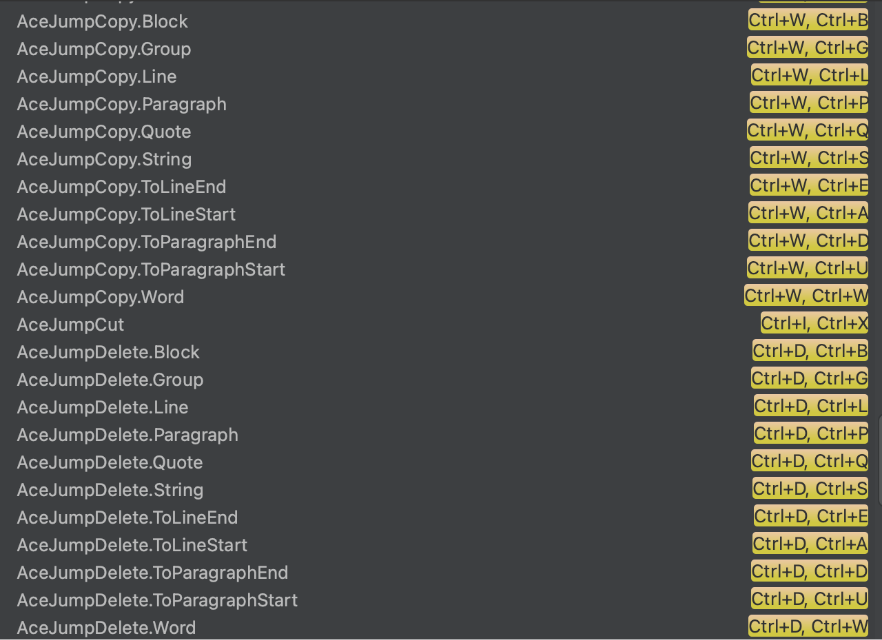 AceJumpCopy.Block Ctrl+W, Ctrl+B
AceJumpCopy.Group Ctrl+W, Ctrl+G
AceJumpCopy.Line Ctrl+W, Ctrl+L
AceJumpCopy.Paragraph Ctrl+W, Ctrl+P
AceJumpCopy.Quote Ctrl+W, Ctrl+Q
AceJumpCopy.String Ctrl+W, Ctrl+S
AceJumpCopy.ToLineEnd Ctrl+W, Ctrl+E
AceJumpCopy.ToLineStart Ctrl+W, Ctrl+A
AceJumpCopy.ToParagraphEnd Ctrl+W, Ctrl+D
AceJumpCopy.ToParagraphStart Ctrl+W, Ctrl+U
AceJumpCopy.Word Ctrl+W, Ctrl+W
AceJumpCut Ctrl+I, Ctrl+X
AceJumpDelete.Block Ctrl+D, Ctrl+B
AceJumpDelete.Group Ctrl+D, Ctrl+G
AceJumpDelete.Line Ctrl+D, Ctrl+L
AceJumpDelete.Paragraph Ctrl+D, Ctrl+P
AceJumpDelete.Quote Ctrl+D, Ctrl+Q
AceJumpDelete.String Ctrl+D, Ctrl+S
AceJumpDelete.ToLineEnd Ctrl+D, Ctrl+E
AceJumpDelete.ToLineStart Ctrl+D, Ctrl+A
AceJumpDelete.ToParagraphEnd Ctrl+D, Ctrl+D
AceJumpDelete.ToParagraphStart Ctrl+D, Ctrl+U
AceJumpDelete.Word Ctrl+D, Ctrl+W